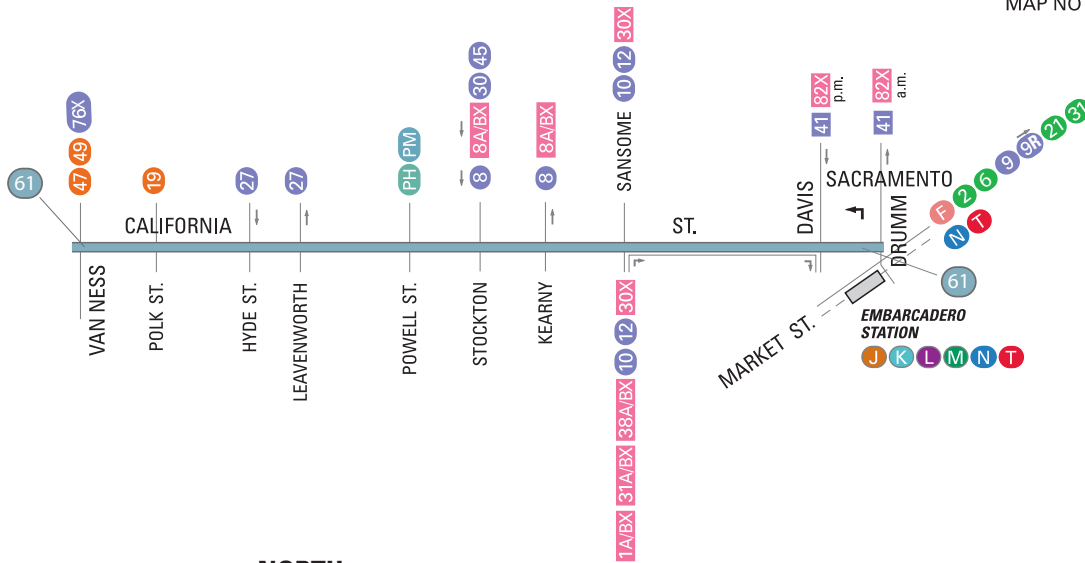 MAP NO
61
47 49 76X
19
27
27
PH PM
8 8A/BX 30 45
8 8A/BX
SANSOME 10 12 30X
41 82X
p.m.
41 82X
a.m.
CALIFORNIA
ST.
DAVIS
SACRAMENTO
DRUMM
F 2 6 9 9R 21 31
N T
VAN NESS
POLK ST.
HYDE ST.
LEAVENWORTH
POWELL ST.
STOCKTON
KEARNY
1A/BX 31A/BX 38A/BX 10 12 30X
MARKET ST.
61
EMBARCADERO
STATION
J K L M N T